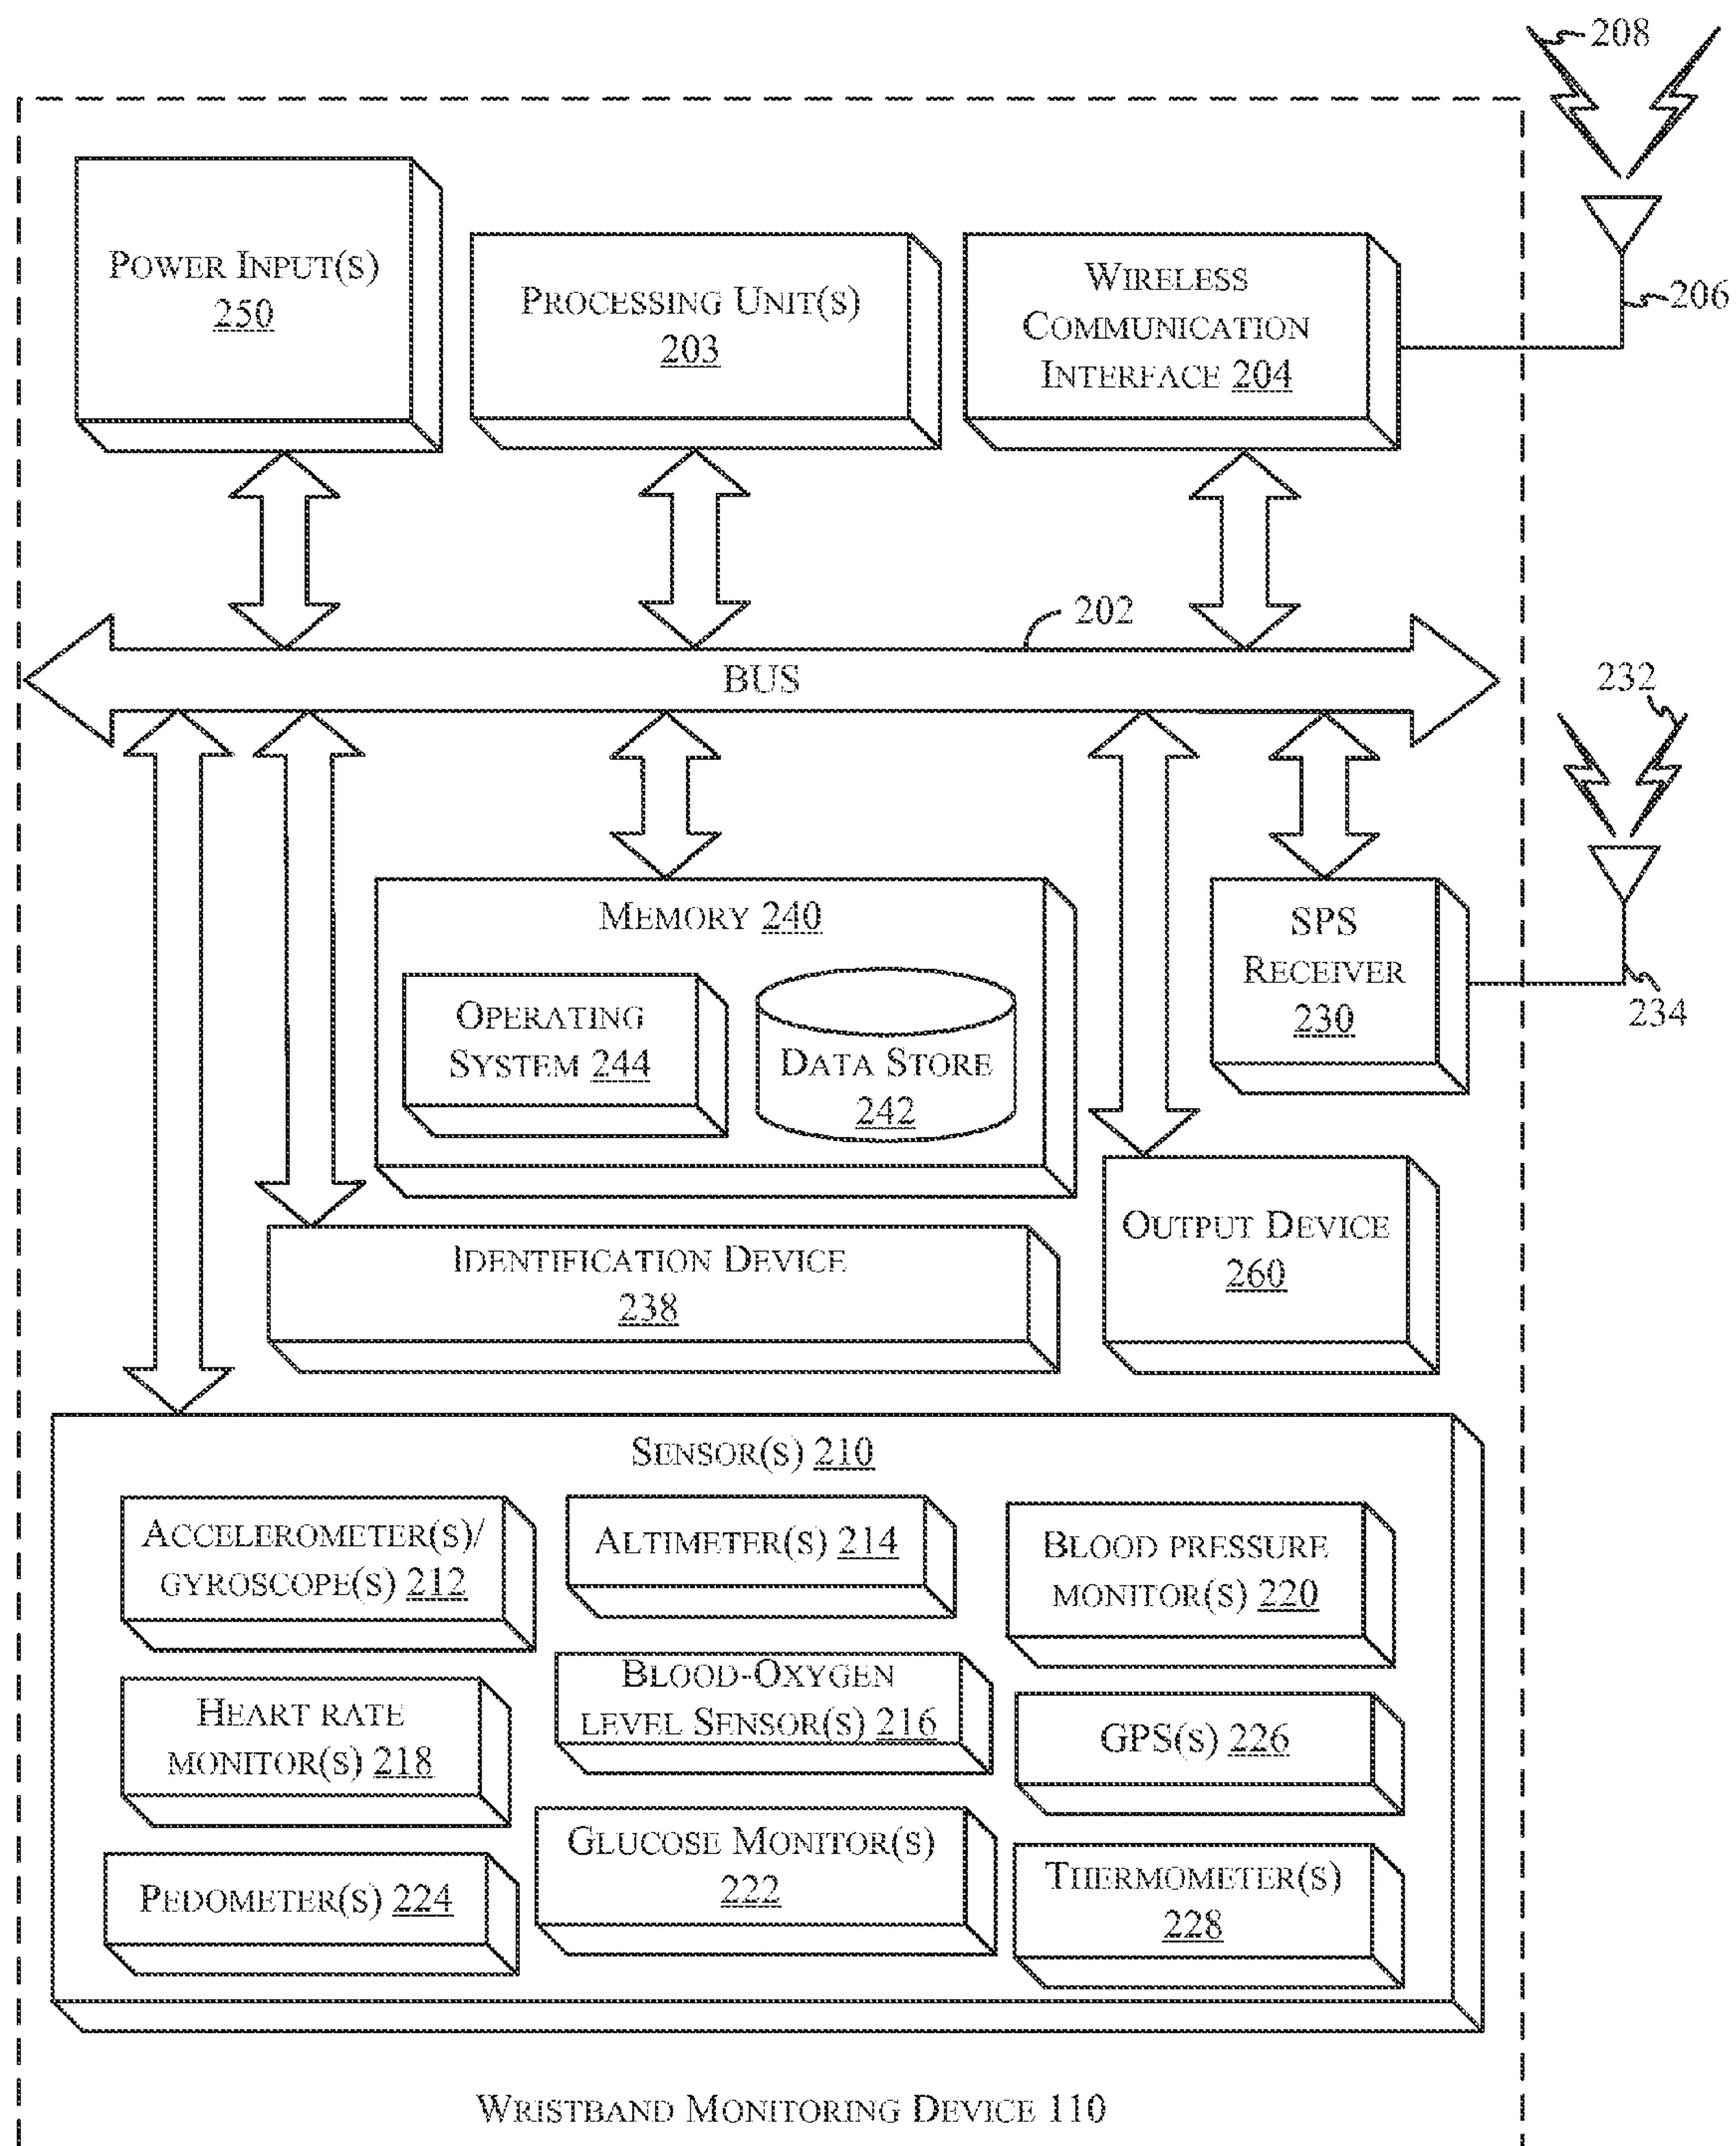 208
POWER INPUT(S)
250
PROCESSING UNIT(S)
203
WIRELESS
COMMUNICATION
INTERFACE 204
206
202
BUS
232
MEMORY 240
OPERATING
SYSTEM 244
DATA STORE
242
SPS
RECEIVER
230
234
IDENTIFICATION DEVICE
238
OUTPUT DEVICE
260
SENSOR(S) 210
ACCELEROMETER(S)/
GYROSCOPE(S) 212
ALTIMETER(S) 214
BLOOD PRESSURE
MONITOR(S) 220
HEART RATE
MONITOR(S) 218
BLOOD-OXYGEN
LEVEL SENSOR(S) 216
GPS(S) 226
PEDOMETER(S) 224
GLUCOSE MONITOR(S)
222
THERMOMETER(S)
228
WRISTBAND MONITORING DEVICE 110